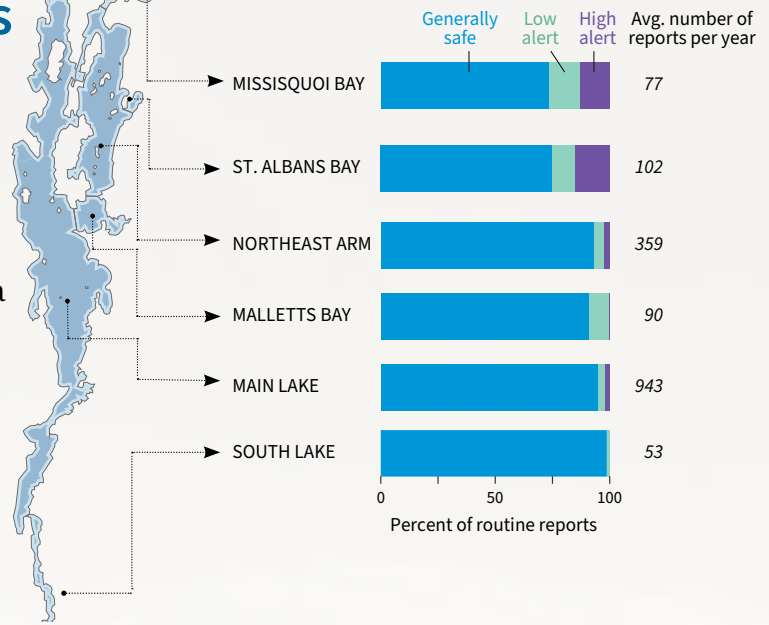 s
Generally
safe
Low
alert
High
alert
Avg. number of
reports per year
MISSISQUOI BAY 77
ST. ALBANS BAY 102
NORTHEAST ARM 359
a
MALLETTS BAY 90
MAIN LAKE 943
SOUTH LAKE 53
0 50 100
Percent of routine reports